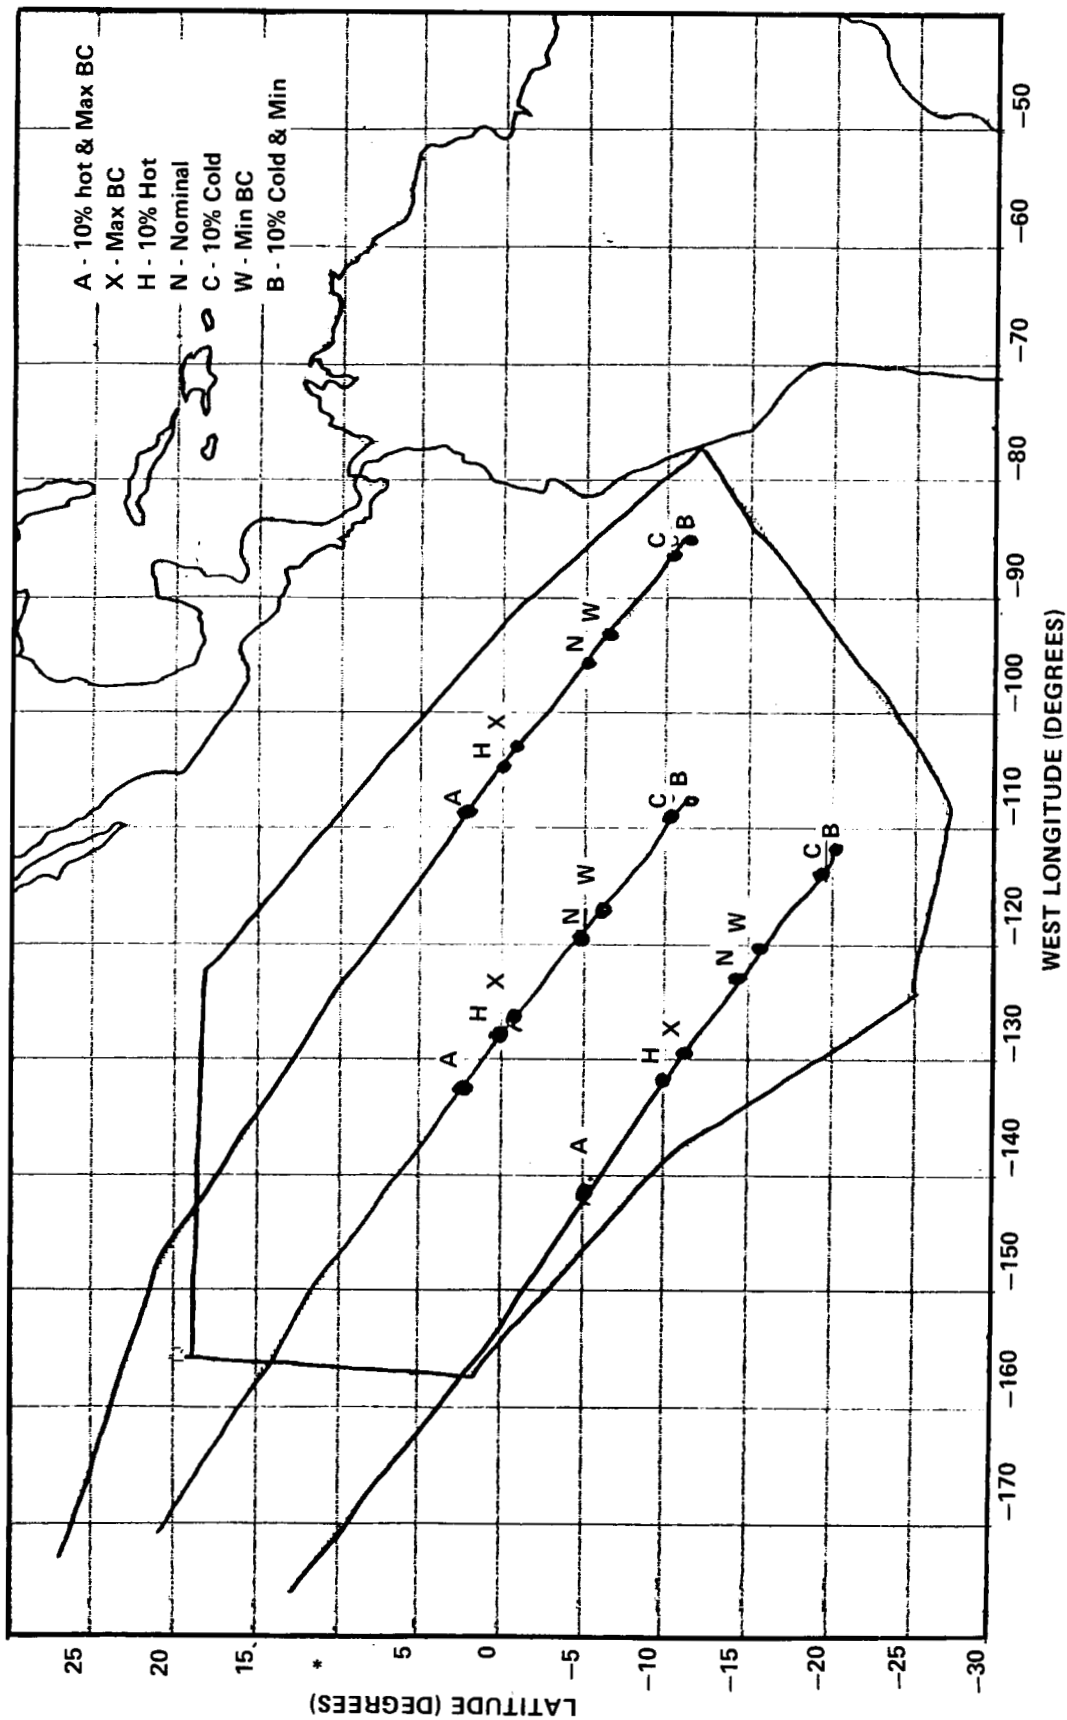 A - 10% hot & Max BC
X - Max BC
H - 10% Hot
N - Nominal
C - 10% Cold
W - Min BC
B - 10% Cold & Min
A
H X
N W
C B
A
H X
N W
C B
A
H X
N W
C B
LATITUDE (DEGREES)
25
20
15
*
5
0
-5
-10
-15
-20
-25
-30
-170
-160
-150
-140
-130
-120
-110
-100
-90
-80
-70
-60
-50
WEST LONGITUDE (DEGREES)